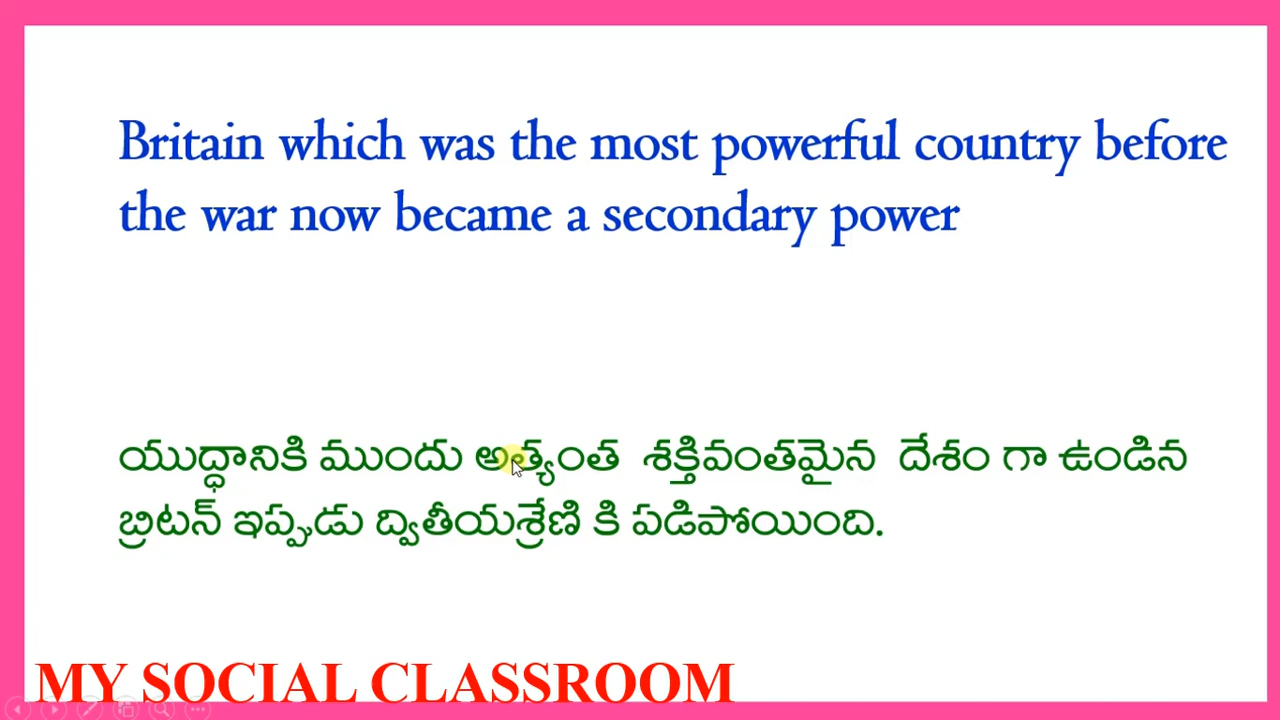 Britain which was the most powerful country before
the war now became a secondary power
యుద్ధానికి ముందు అత్యంత శక్తివంతమైన దేశం గా ఉండిన
బ్రిటన్ ఇప్పుడు ద్వితీయశ్రేణి కి పడిపోయింది.
MY SOCIAL CLASSROOM